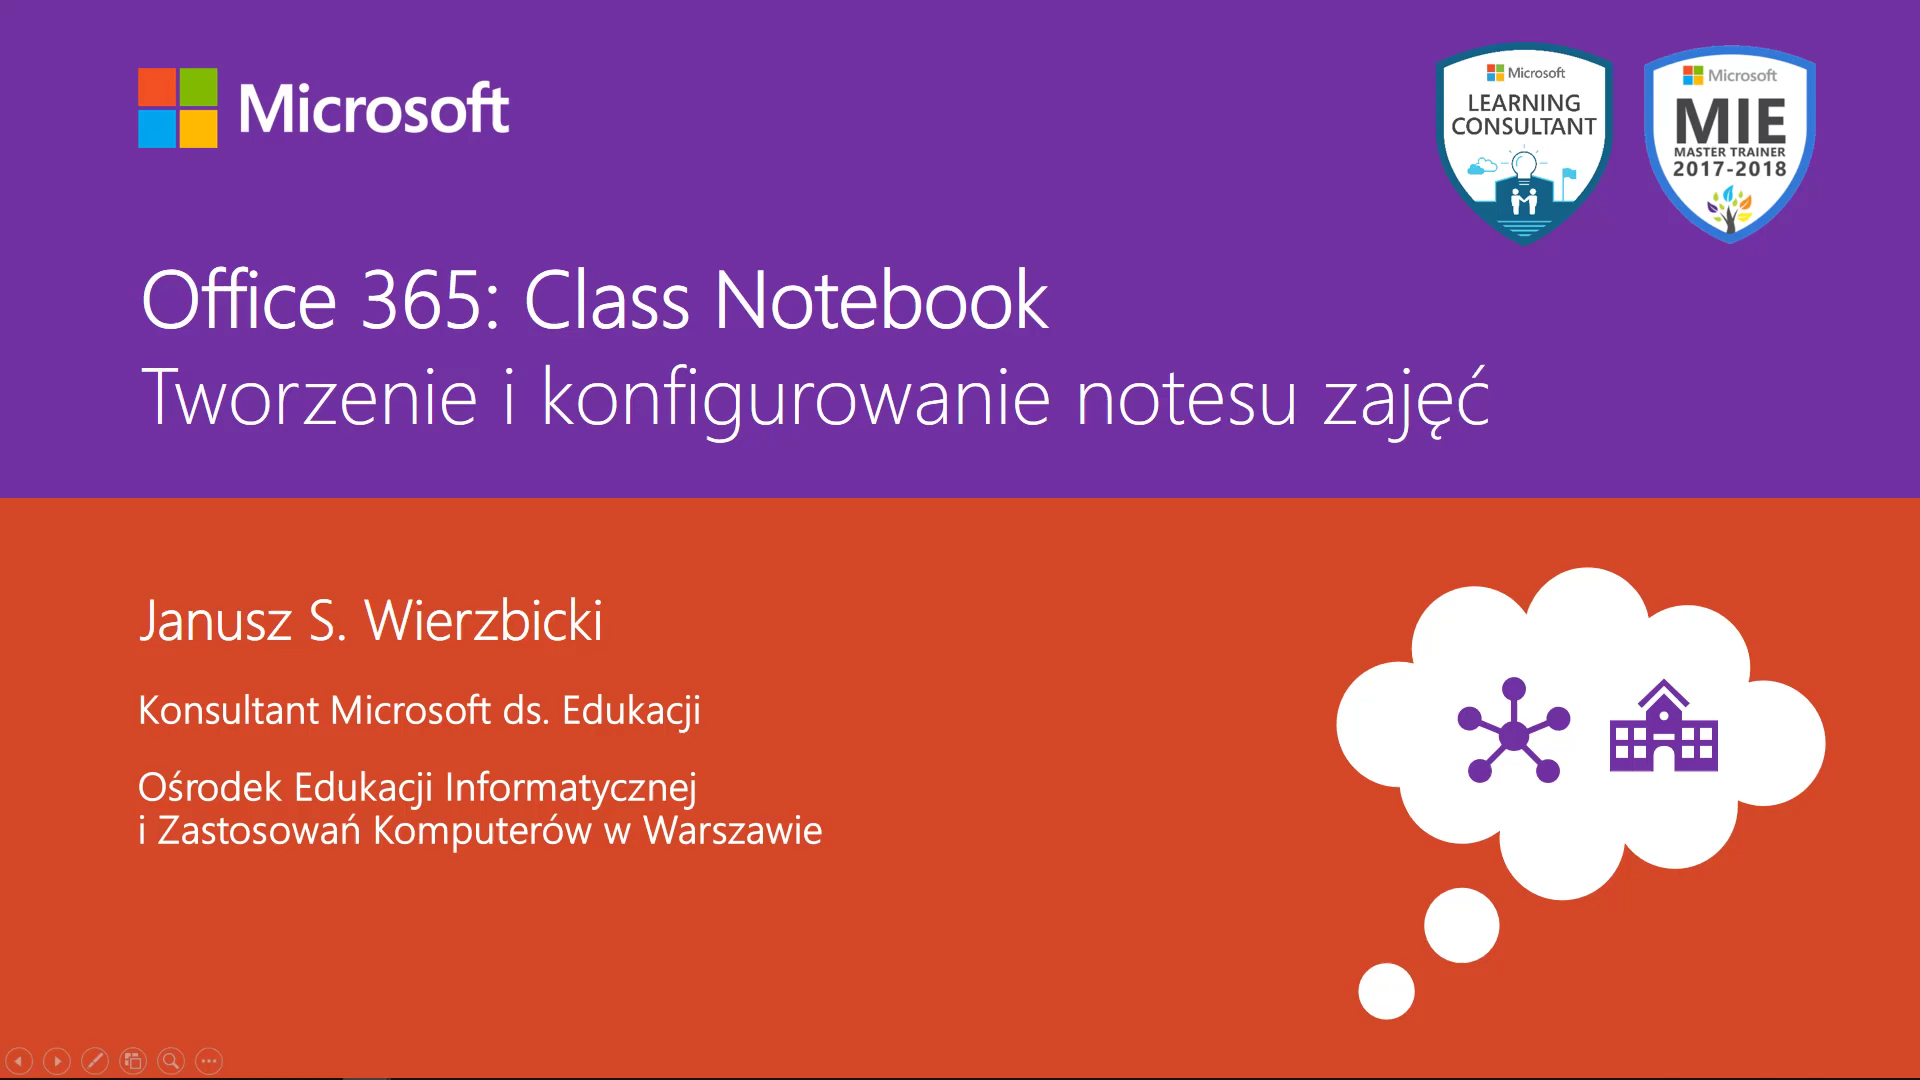 Microsoft
Microsoft
LEARNING
CONSULTANT
Microsoft
MIE
MASTER TRAINER
2017-2018
Office 365: Class Notebook
Tworzenie i konfigurowanie notesu zajęć
Janusz S. Wierzbicki
Konsultant Microsoft ds. Edukacji
Ośrodek Edukacji Informatycznej
i Zastosowań Komputerów w Warszawie